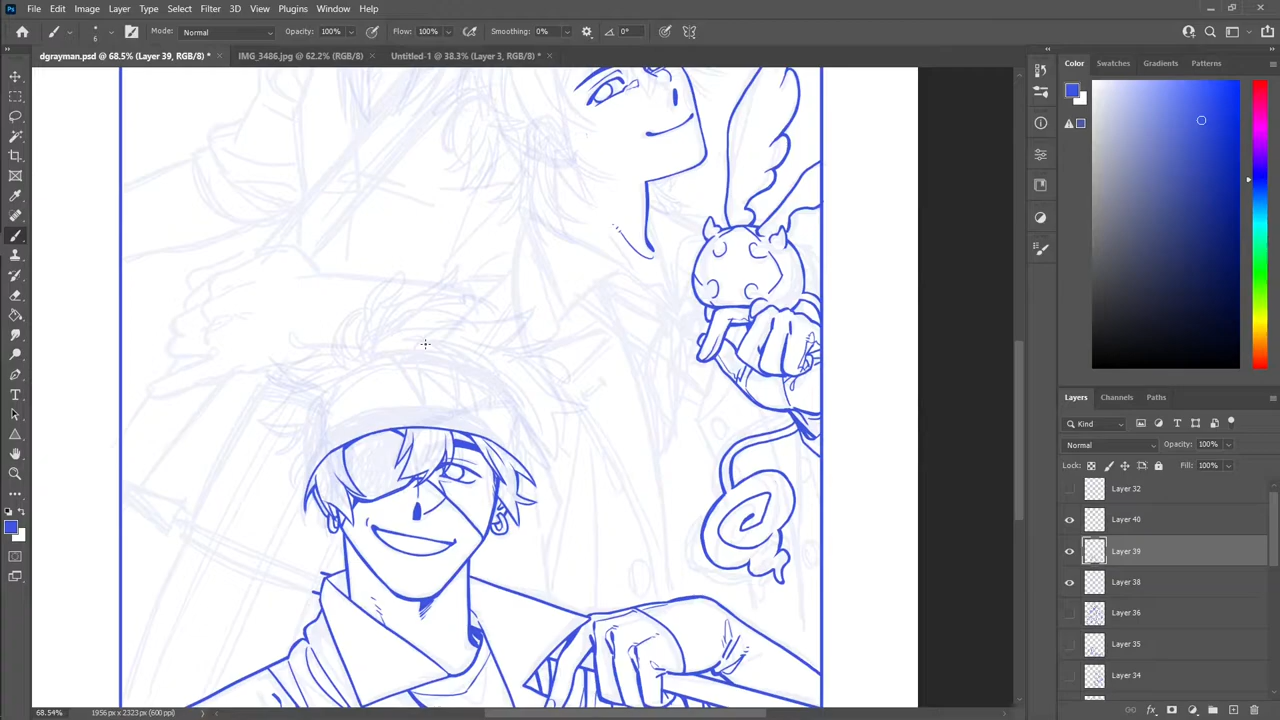 Ps File Edit Image Layer Type Select Filter 3D View Plugins Window Help
6 Mode: Normal Opacity: 100% Flow: 100% Smoothing: 0% 0°
dgrayman.psd @ 68.5% (Layer 39, RGB/8) * × IMG_3486.jpg @ 62.2% (RGB/8) × Untitled-1 @ 38.3% (Layer 3, RGB/8) * ×
Color Swatches Gradients Patterns
Layers Channels Paths
Kind
Normal Opacity: 100%
Lock: Fill: 100%
Layer 32
Layer 40
Layer 39
Layer 38
Layer 36
Layer 35
Layer 34
fx
68.54% 1956 px x 2323 px (600 ppi)